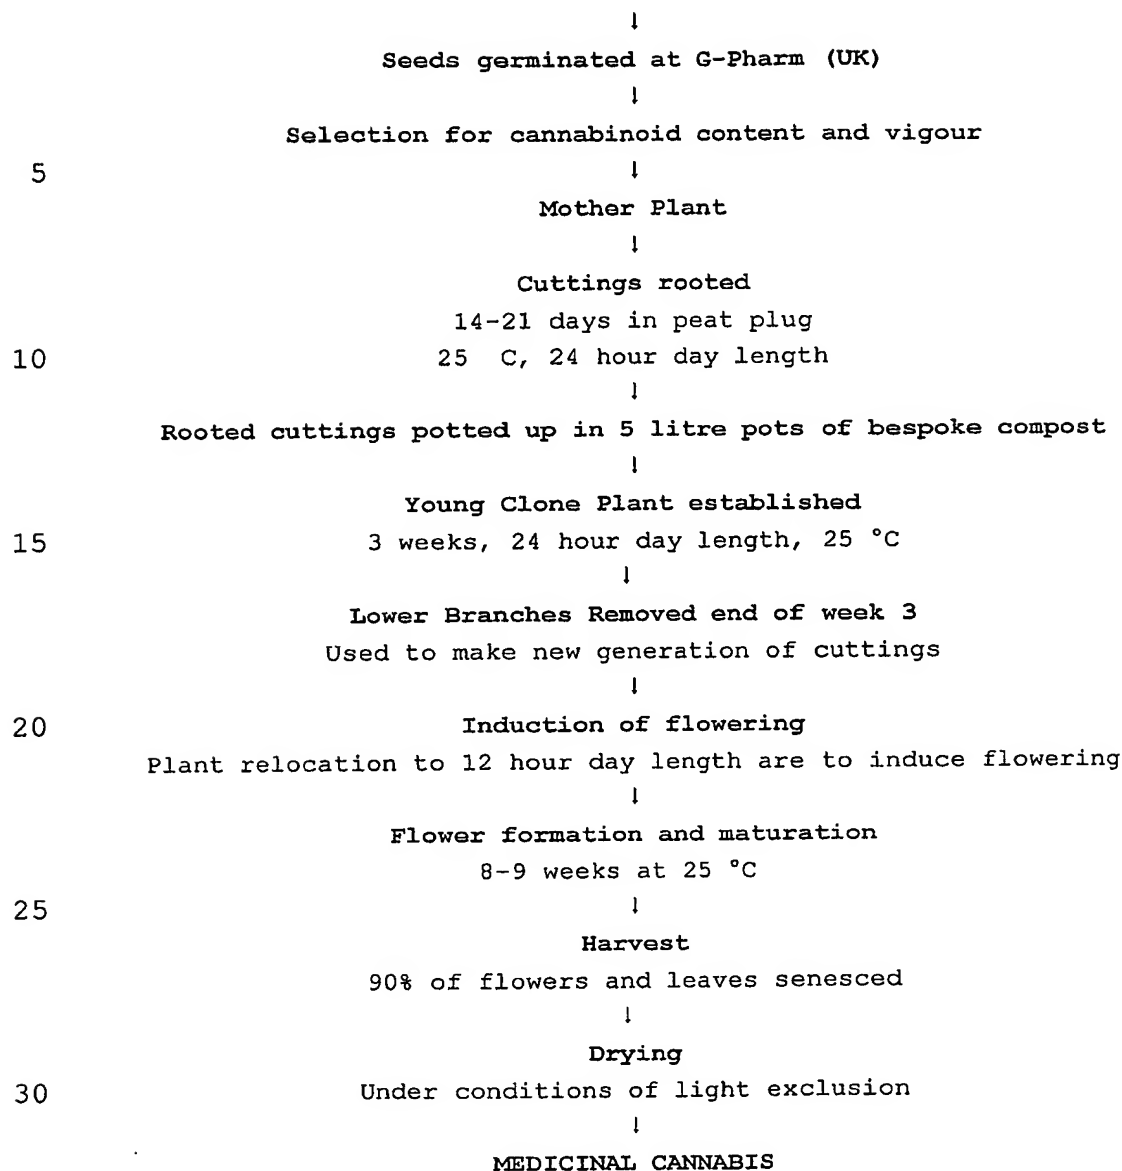 ↓
Seeds germinated at G-Pharm (UK)
↓
Selection for cannabinoid content and vigour
5 ↓
Mother Plant
↓
Cuttings rooted
14-21 days in peat plug
10 25 C, 24 hour day length
↓
Rooted cuttings potted up in 5 litre pots of bespoke compost
↓
Young Clone Plant established
15 3 weeks, 24 hour day length, 25 °C
↓
Lower Branches Removed end of week 3
Used to make new generation of cuttings
↓
20 Induction of flowering
Plant relocation to 12 hour day length are to induce flowering
↓
Flower formation and maturation
8-9 weeks at 25 °C
25 ↓
Harvest
90% of flowers and leaves senesced
↓
Drying
30 Under conditions of light exclusion
↓
MEDICINAL CANNABIS